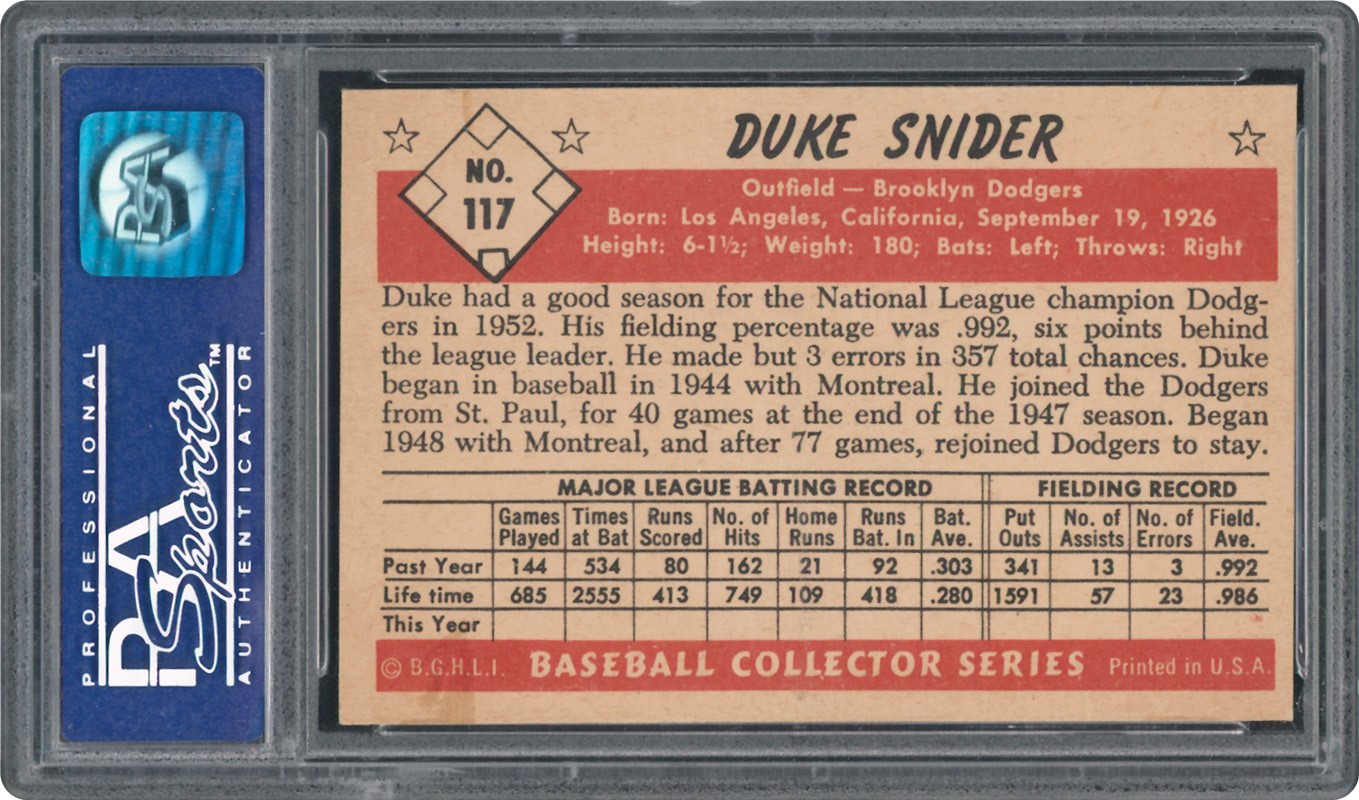 PROFESSIONAL
PSA
Sports™
AUTHENTICATOR
PSA
NO.
117
DUKE SNIDER
Outfield — Brooklyn Dodgers
Born: Los Angeles, California, September 19, 1926
Height: 6-1½; Weight: 180; Bats: Left; Throws: Right
Duke had a good season for the National League champion Dodg-
ers in 1952. His fielding percentage was .992, six points behind
the league leader. He made but 3 errors in 357 total chances. Duke
began in baseball in 1944 with Montreal. He joined the Dodgers
from St. Paul, for 40 games at the end of the 1947 season. Began
1948 with Montreal, and after 77 games, rejoined Dodgers to stay.
MAJOR LEAGUE BATTING RECORD FIELDING RECORD
Games Times Runs No. of Home Runs Bat. Put No. of No. of Field.
Played at Bat Scored Hits Runs Bat. In Ave. Outs Assists Errors Ave.
Past Year 144 534 80 162 21 92 .303 341 13 3 .992
Life time 685 2555 413 749 109 418 .280 1591 57 23 .986
This Year
© B.G.H.L.I. BASEBALL COLLECTOR SERIES Printed in U.S.A.